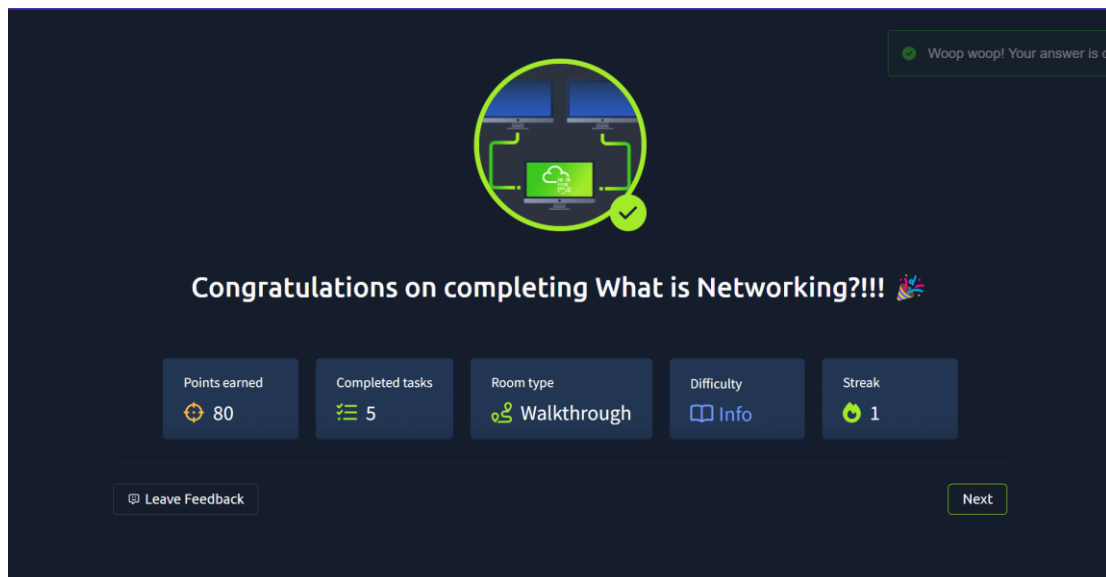 Woop woop! Your answer is
Congratulations on completing What is Networking?!!! 🎉
Points earned
80
Completed tasks
5
Room type
Walkthrough
Difficulty
Info
Streak
1
Leave Feedback
Next